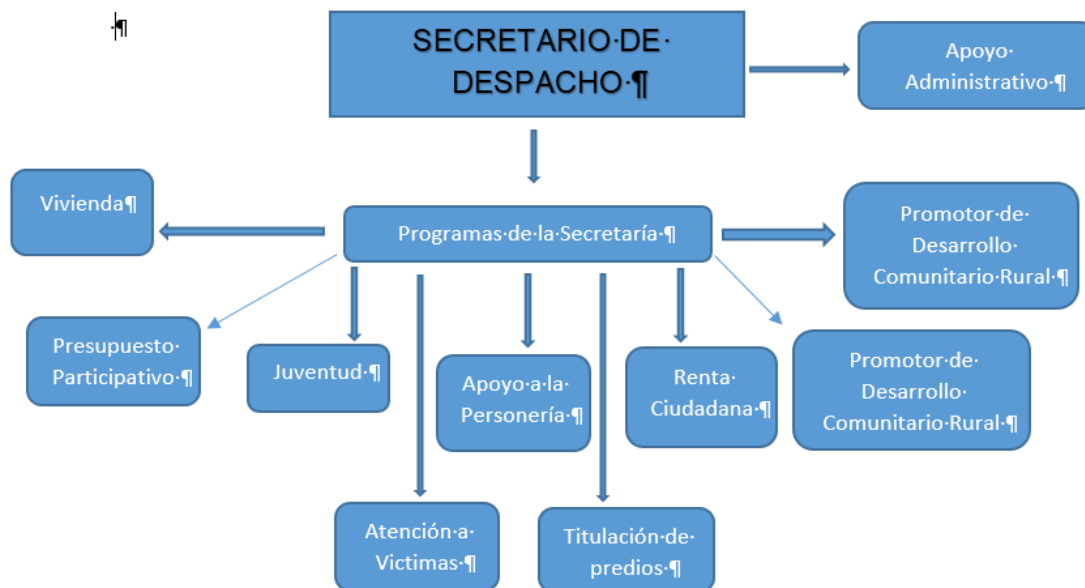 SECRETARIO DE
DESPACHO
Apoyo
Administrativo
Vivienda
Programas de la Secretaría
Promotor de
Desarrollo
Comunitario Rural
Presupuesto
Participativo
Juventud
Apoyo a la
Personería
Renta
Ciudadana
Promotor de
Desarrollo
Comunitario Rural
Atención a
Victimas
Titulación de
predios